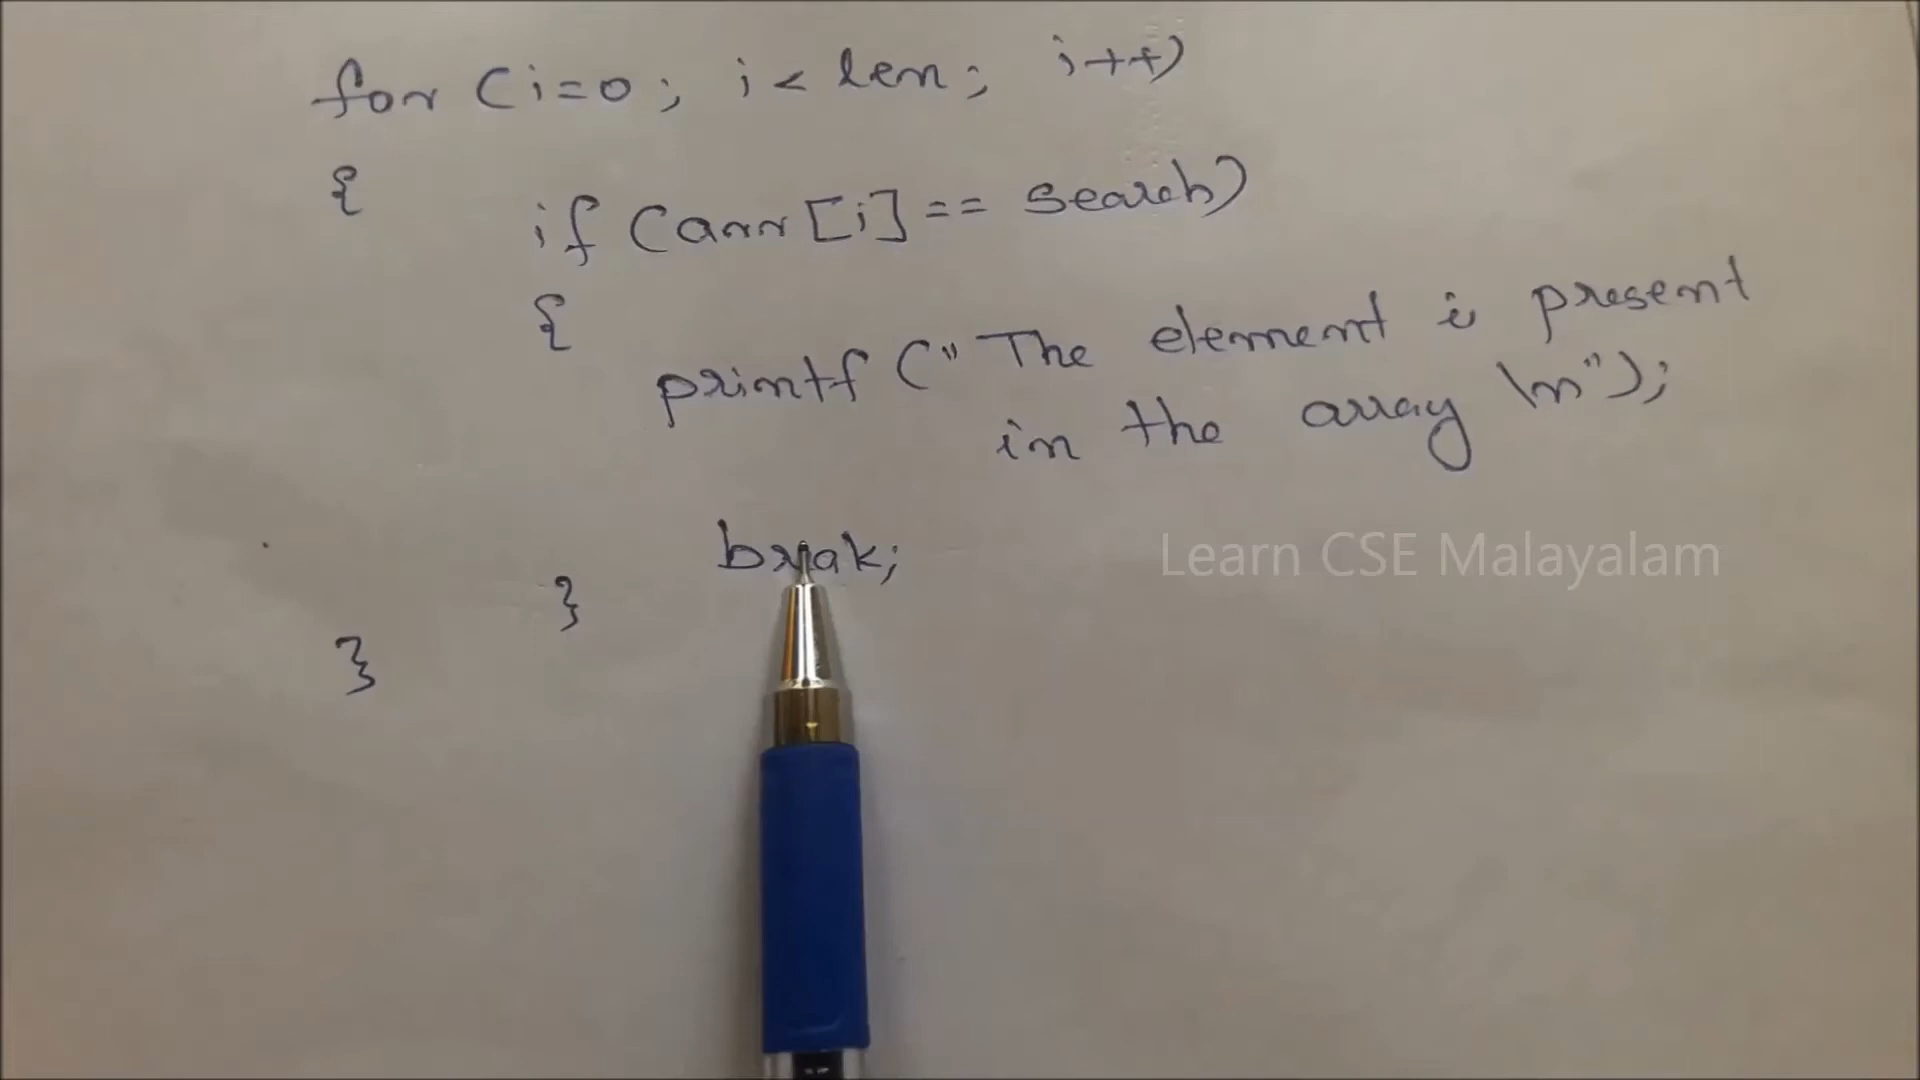 for (i=0; i< len; i++)
{
if (arr[i]== search)
{
printf ("The element is present
in the array \n");
break;
}
}
Learn CSE Malayalam